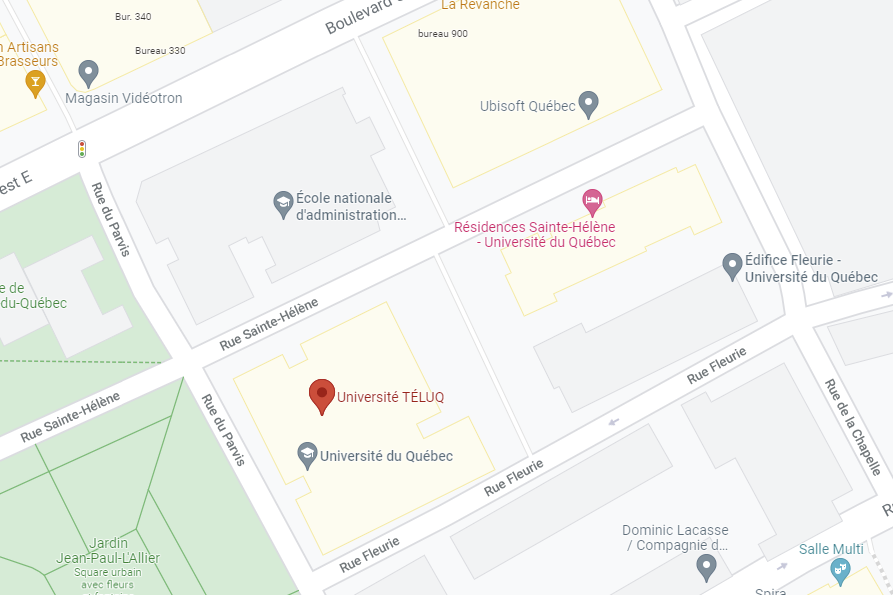 La Revanche
Bur. 340
Boulevard
bureau 900
Artisans
Brasseurs
Bureau 330
Magasin Vidéotron
Ubisoft Québec
est E
Rue du Parvis
École nationale
d'administration...
Résidences Sainte-Hélène
- Université du Québec
Édifice Fleurie -
Université du Québec
e de
du-Québec
Rue Sainte-Hélène
Rue Fleurie
Université TÉLUQ
Rue Sainte-Hélène
Rue du Parvis
Rue de la Chapelle
Université du Québec
Rue Fleurie
Rue Fleurie
Jardin
Jean-Paul-L'Allier
Square urbain
avec fleurs
Dominic Lacasse
/ Compagnie d...
Salle Multi
Spira